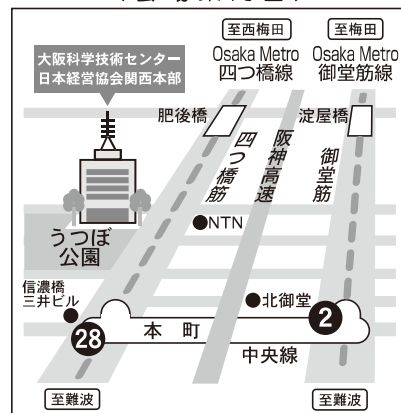 至西梅田
至梅田
大阪科学技術センター
日本経営協会関西本部
Osaka Metro
四つ橋線
Osaka Metro
御堂筋線
肥後橋
淀屋橋
四つ橋筋
阪神高速
御堂筋
うつぼ
公園
●NTN
信濃橋
三井ビル
●北御堂
2
28
本町
中央線
至難波
至難波